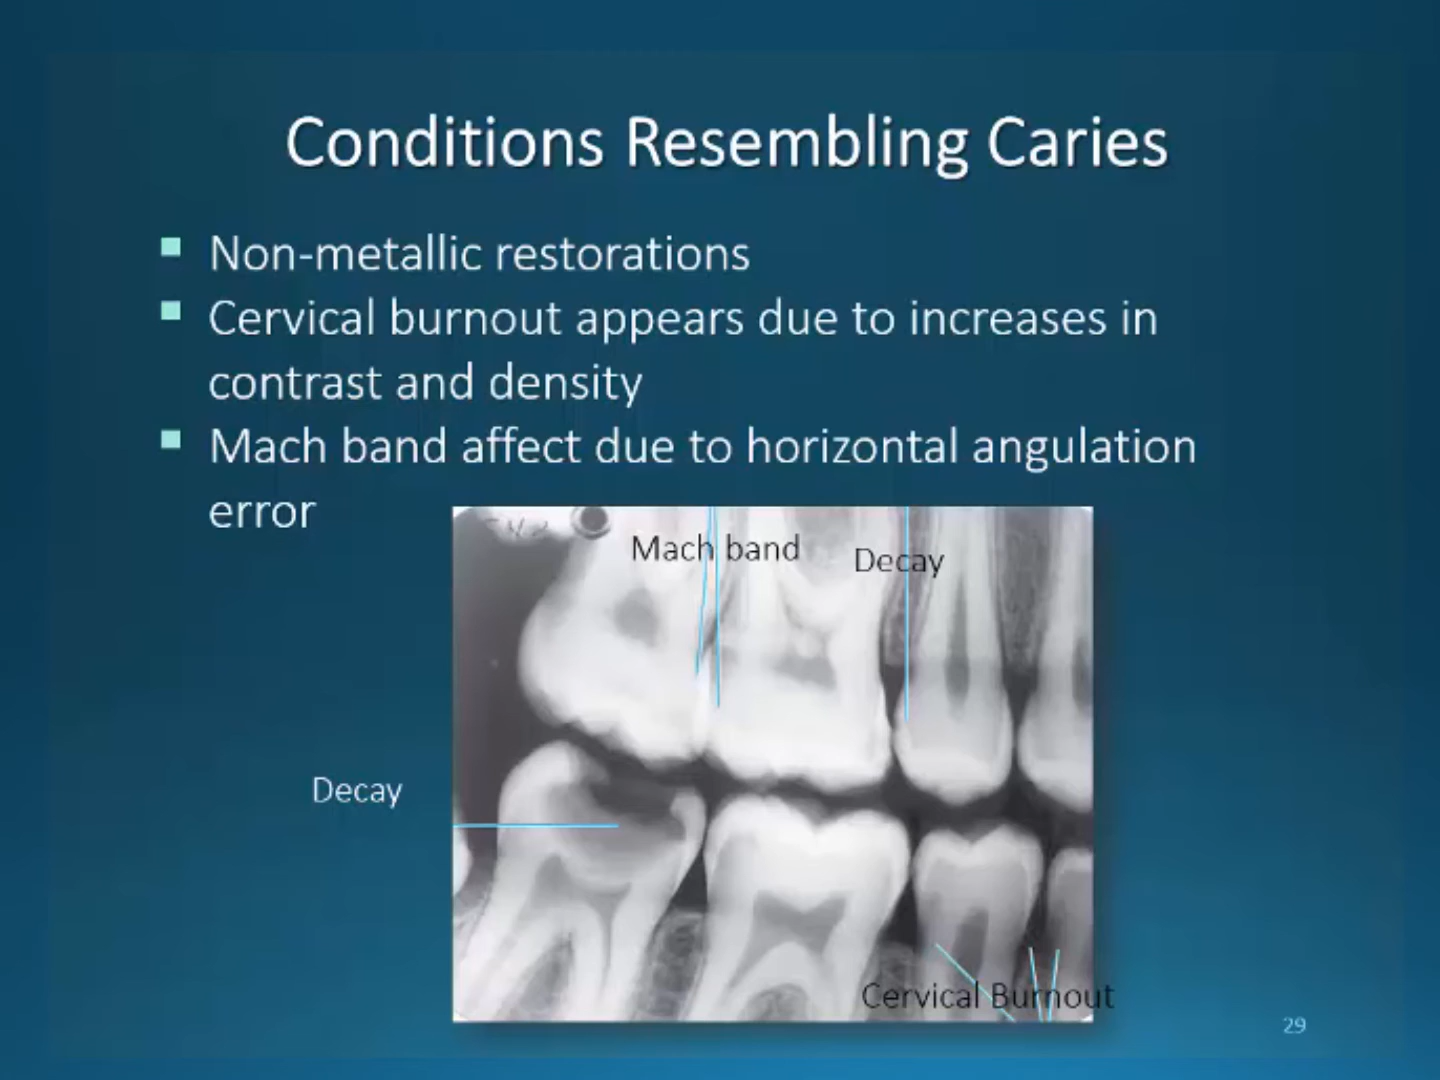 Conditions Resembling Caries
Non-metallic restorations
Cervical burnout appears due to increases in
contrast and density
Mach band affect due to horizontal angulation
error
Mach band
Decay
Decay
Cervical Burnout
29